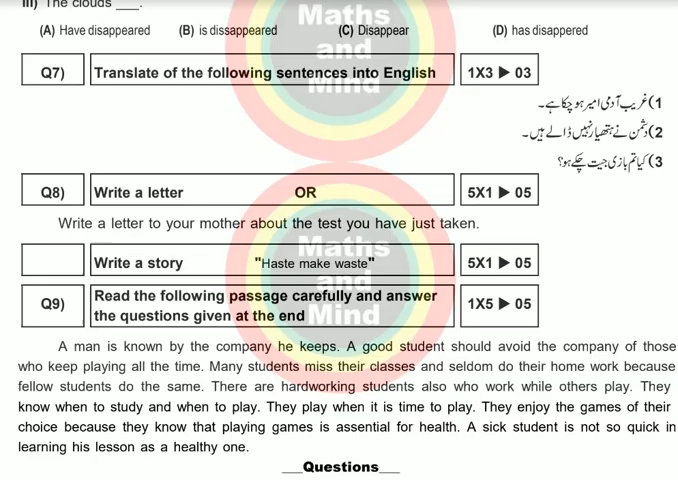 III) The clouds ___.
(A) Have disappeared (B) is dissappeared (C) Disappear (D) has disappered
Q7) Translate of the following sentences into English 1X3 ▶ 03
1) غریب آدمی امیر ہو چکا ہے۔
2) دشمن نے ہتھیار نہیں ڈالے ہیں۔
3) کیا تم بازی جیت چکے ہو؟
Q8) Write a letter OR 5X1 ▶ 05
Write a letter to your mother about the test you have just taken.
Write a story "Haste make waste" 5X1 ▶ 05
Q9) Read the following passage carefully and answer the questions given at the end 1X5 ▶ 05
A man is known by the company he keeps. A good student should avoid the company of those
who keep playing all the time. Many students miss their classes and seldom do their home work because
fellow students do the same. There are hardworking students also who work while others play. They
know when to study and when to play. They play when it is time to play. They enjoy the games of their
choice because they know that playing games is assential for health. A sick student is not so quick in
learning his lesson as a healthy one.
___Questions___
Maths
and
Mind
Maths
and
Mind